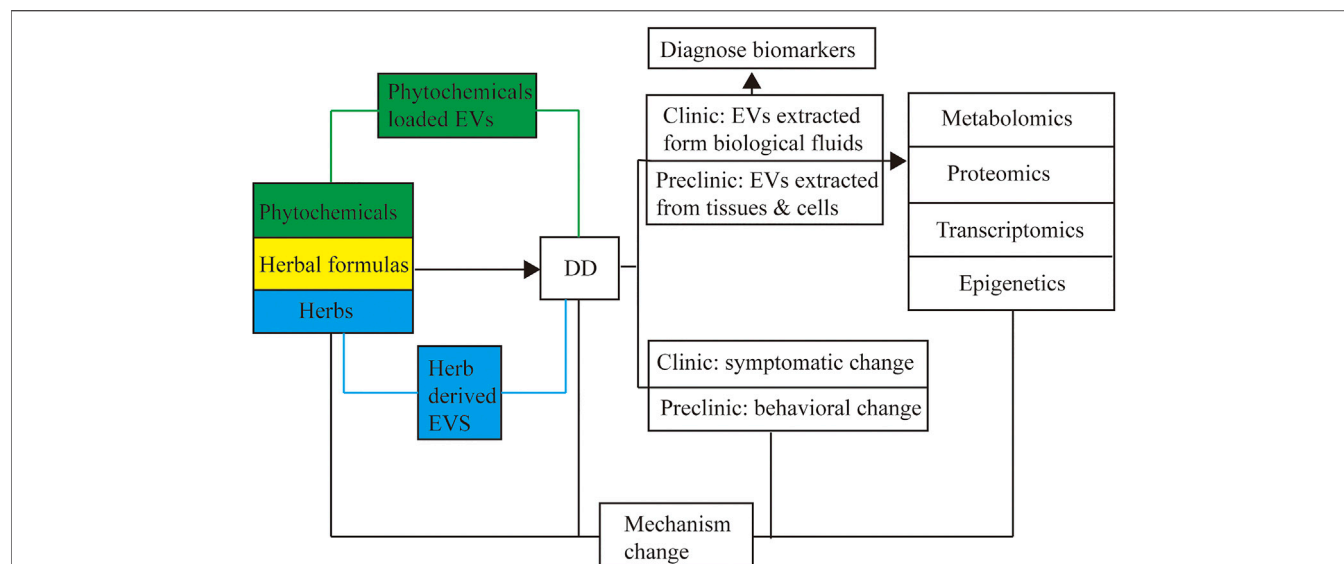 Phytochemicals
loaded EVs
Phytochemicals
Herbal formulas
Herbs
Herb
derived
EVS
DD
Diagnose biomarkers
Clinic: EVs extracted
form biological fluids
Preclinic: EVs extracted
from tissues & cells
Metabolomics
Proteomics
Transcriptomics
Epigenetics
Clinic: symptomatic change
Preclinic: behavioral change
Mechanism
change